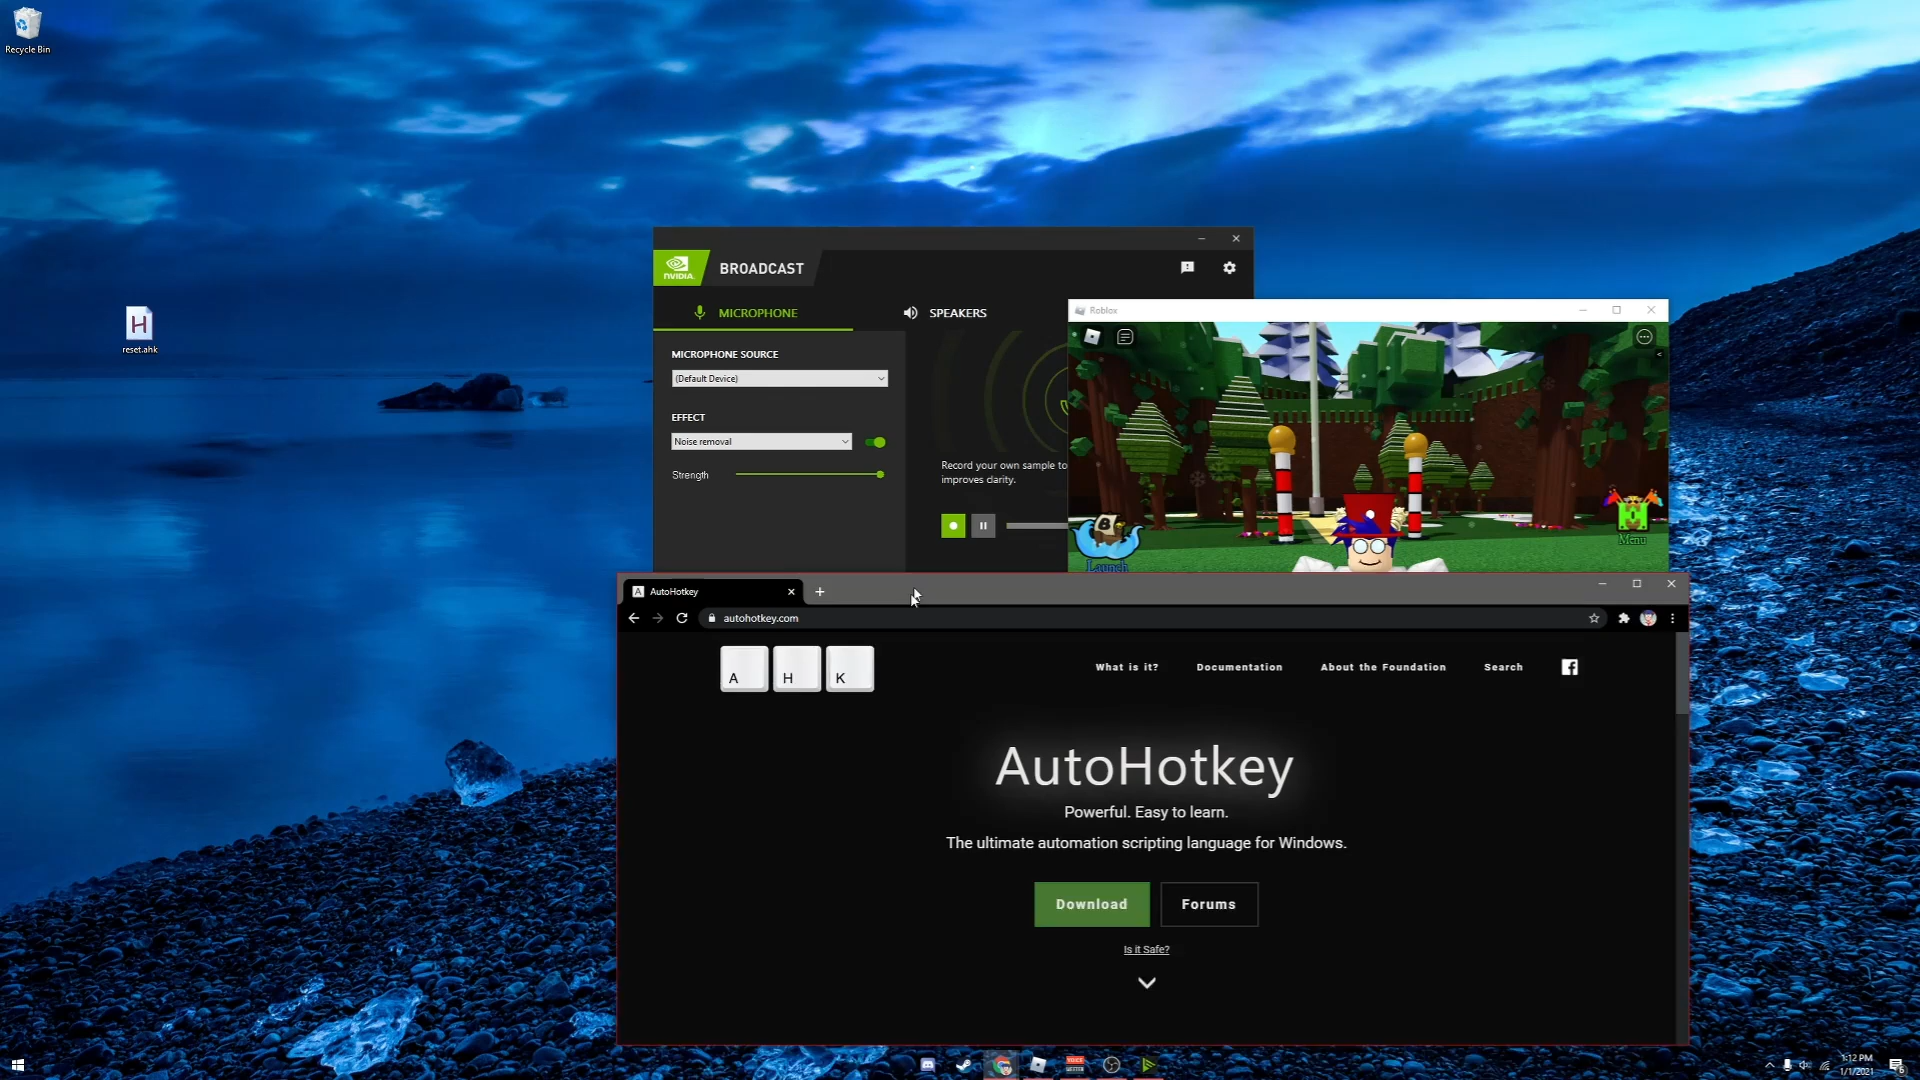 Recycle Bin
reset.ahk
NVIDIA.
BROADCAST
MICROPHONE
SPEAKERS
MICROPHONE SOURCE
(Default Device)
EFFECT
Noise removal
Strength
Record your own sample to
improves clarity.
Roblox
B
Launch
Menu
AutoHotkey
autohotkey.com
A H K
What is it?
Documentation
About the Foundation
Search
AutoHotkey
Powerful. Easy to learn.
The ultimate automation scripting language for Windows.
Download
Forums
Is it Safe?
1:12 PM
1/1/2021